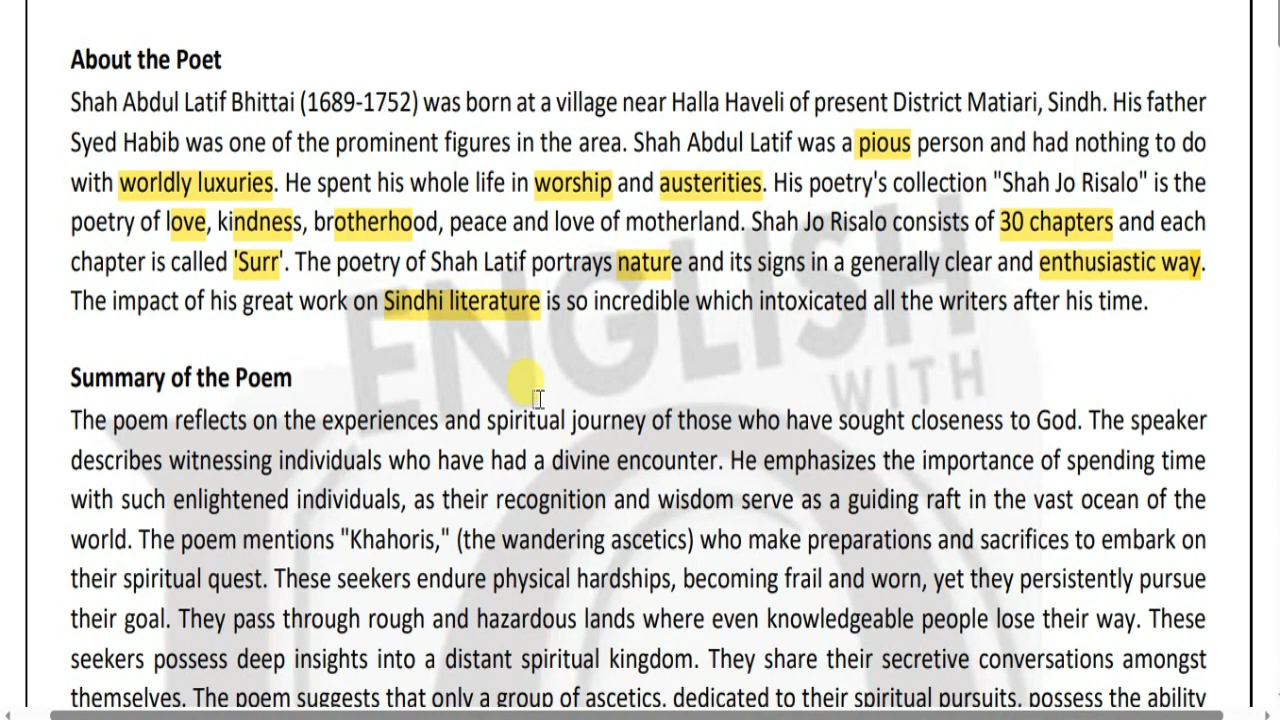 About the Poet
Shah Abdul Latif Bhittai (1689-1752) was born at a village near Halla Haveli of present District Matiari, Sindh. His father
Syed Habib was one of the prominent figures in the area. Shah Abdul Latif was a pious person and had nothing to do
with worldly luxuries. He spent his whole life in worship and austerities. His poetry's collection "Shah Jo Risalo" is the
poetry of love, kindness, brotherhood, peace and love of motherland. Shah Jo Risalo consists of 30 chapters and each
chapter is called 'Surr'. The poetry of Shah Latif portrays nature and its signs in a generally clear and enthusiastic way.
The impact of his great work on Sindhi literature is so incredible which intoxicated all the writers after his time.
ENGLISH
WITH
Summary of the Poem
The poem reflects on the experiences and spiritual journey of those who have sought closeness to God. The speaker
describes witnessing individuals who have had a divine encounter. He emphasizes the importance of spending time
with such enlightened individuals, as their recognition and wisdom serve as a guiding raft in the vast ocean of the
world. The poem mentions "Khahoris," (the wandering ascetics) who make preparations and sacrifices to embark on
their spiritual quest. These seekers endure physical hardships, becoming frail and worn, yet they persistently pursue
their goal. They pass through rough and hazardous lands where even knowledgeable people lose their way. These
seekers possess deep insights into a distant spiritual kingdom. They share their secretive conversations amongst
themselves. The poem suggests that only a group of ascetics, dedicated to their spiritual pursuits, possess the ability